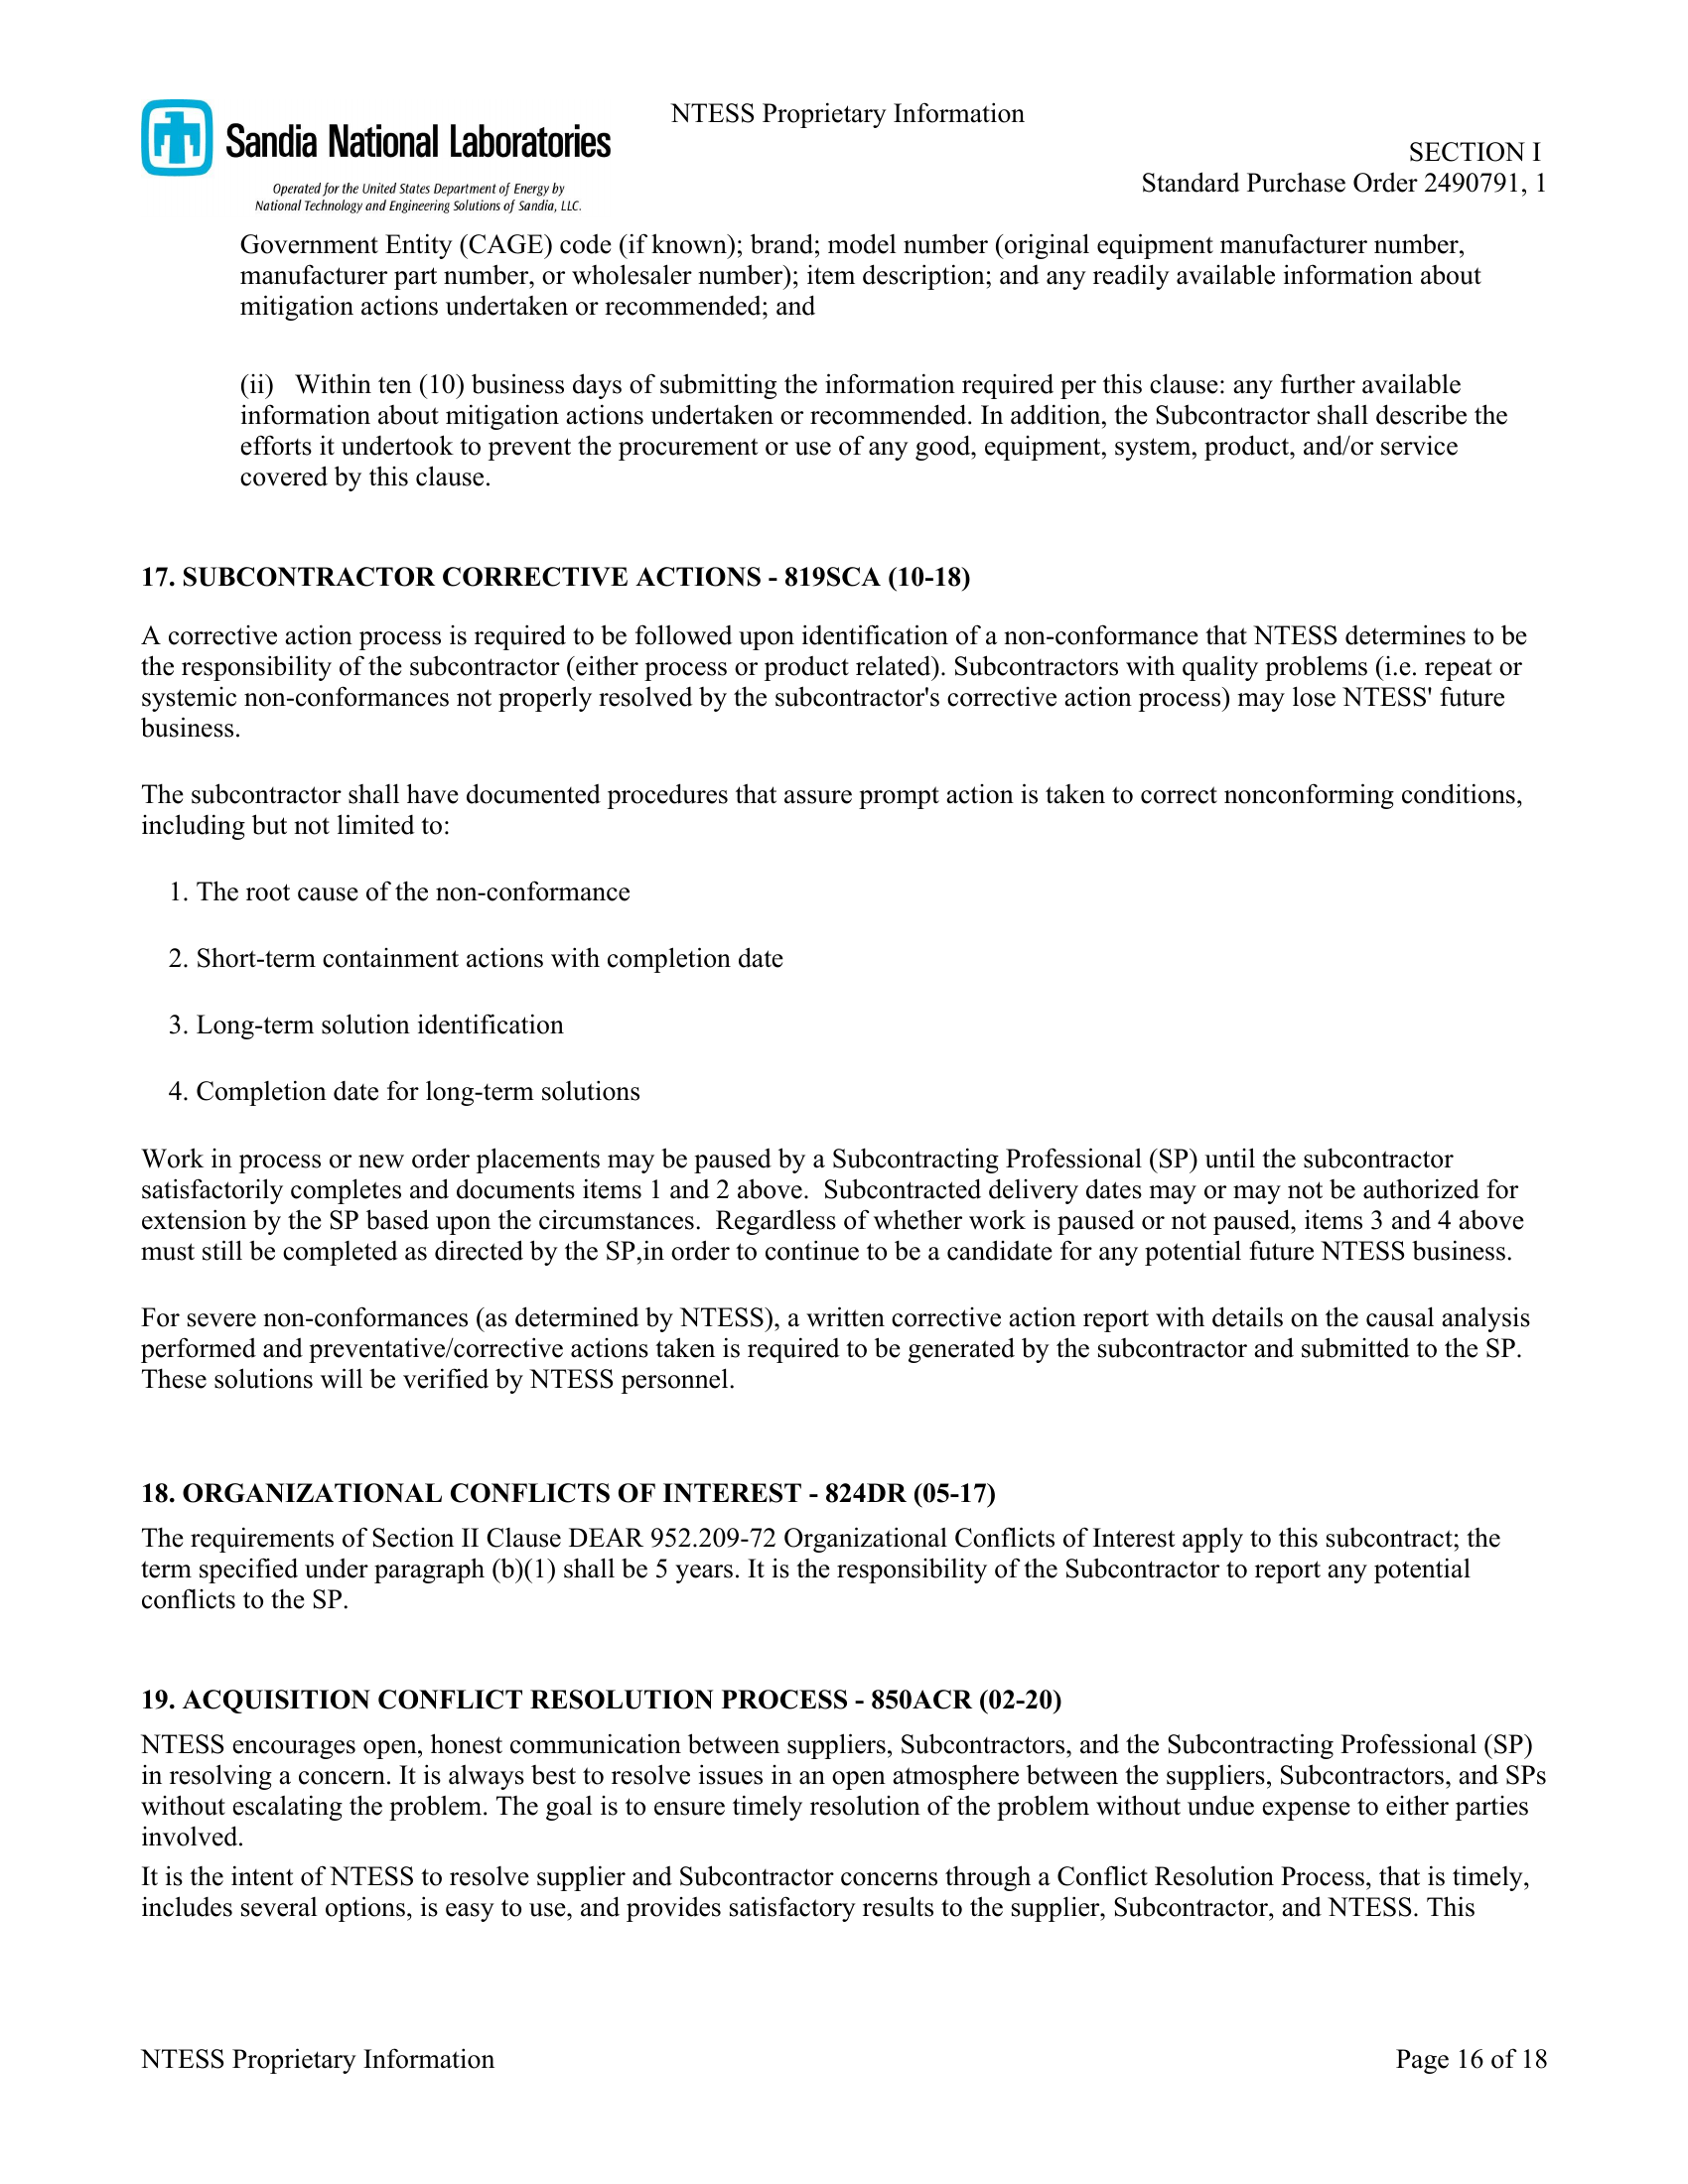 NTESS Proprietary Information
Sandia National Laboratories
Operated for the United States Department of Energy by
National Technology and Engineering Solutions of Sandia, LLC.
SECTION I
Standard Purchase Order 2490791, 1
Government Entity (CAGE) code (if known); brand; model number (original equipment manufacturer number,
manufacturer part number, or wholesaler number); item description; and any readily available information about
mitigation actions undertaken or recommended; and
(ii) Within ten (10) business days of submitting the information required per this clause: any further available
information about mitigation actions undertaken or recommended. In addition, the Subcontractor shall describe the
efforts it undertook to prevent the procurement or use of any good, equipment, system, product, and/or service
covered by this clause.
17. SUBCONTRACTOR CORRECTIVE ACTIONS - 819SCA (10-18)
A corrective action process is required to be followed upon identification of a non-conformance that NTESS determines to be
the responsibility of the subcontractor (either process or product related). Subcontractors with quality problems (i.e. repeat or
systemic non-conformances not properly resolved by the subcontractor's corrective action process) may lose NTESS' future
business.
The subcontractor shall have documented procedures that assure prompt action is taken to correct nonconforming conditions,
including but not limited to:
1. The root cause of the non-conformance
2. Short-term containment actions with completion date
3. Long-term solution identification
4. Completion date for long-term solutions
Work in process or new order placements may be paused by a Subcontracting Professional (SP) until the subcontractor
satisfactorily completes and documents items 1 and 2 above. Subcontracted delivery dates may or may not be authorized for
extension by the SP based upon the circumstances. Regardless of whether work is paused or not paused, items 3 and 4 above
must still be completed as directed by the SP,in order to continue to be a candidate for any potential future NTESS business.
For severe non-conformances (as determined by NTESS), a written corrective action report with details on the causal analysis
performed and preventative/corrective actions taken is required to be generated by the subcontractor and submitted to the SP.
These solutions will be verified by NTESS personnel.
18. ORGANIZATIONAL CONFLICTS OF INTEREST - 824DR (05-17)
The requirements of Section II Clause DEAR 952.209-72 Organizational Conflicts of Interest apply to this subcontract; the
term specified under paragraph (b)(1) shall be 5 years. It is the responsibility of the Subcontractor to report any potential
conflicts to the SP.
19. ACQUISITION CONFLICT RESOLUTION PROCESS - 850ACR (02-20)
NTESS encourages open, honest communication between suppliers, Subcontractors, and the Subcontracting Professional (SP)
in resolving a concern. It is always best to resolve issues in an open atmosphere between the suppliers, Subcontractors, and SPs
without escalating the problem. The goal is to ensure timely resolution of the problem without undue expense to either parties
involved.
It is the intent of NTESS to resolve supplier and Subcontractor concerns through a Conflict Resolution Process, that is timely,
includes several options, is easy to use, and provides satisfactory results to the supplier, Subcontractor, and NTESS. This
NTESS Proprietary Information
Page 16 of 18